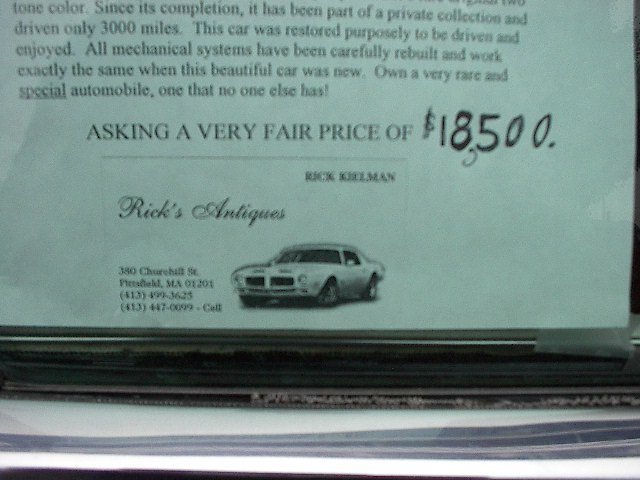 tone color. Since its completion, it has been part of a private collection and
driven only 3000 miles. This car was restored purposely to be driven and
enjoyed. All mechanical systems have been carefully rebuilt and work
exactly the same when this beautiful car was new. Own a very rare and
special automobile, one that no one else has!
ASKING A VERY FAIR PRICE OF $18,500.
RICK KIELMAN
Rick's Antiques
380 Churchill St.
Pittsfield, MA 01201
(413) 499-3625
(413) 447-0099 - Cell